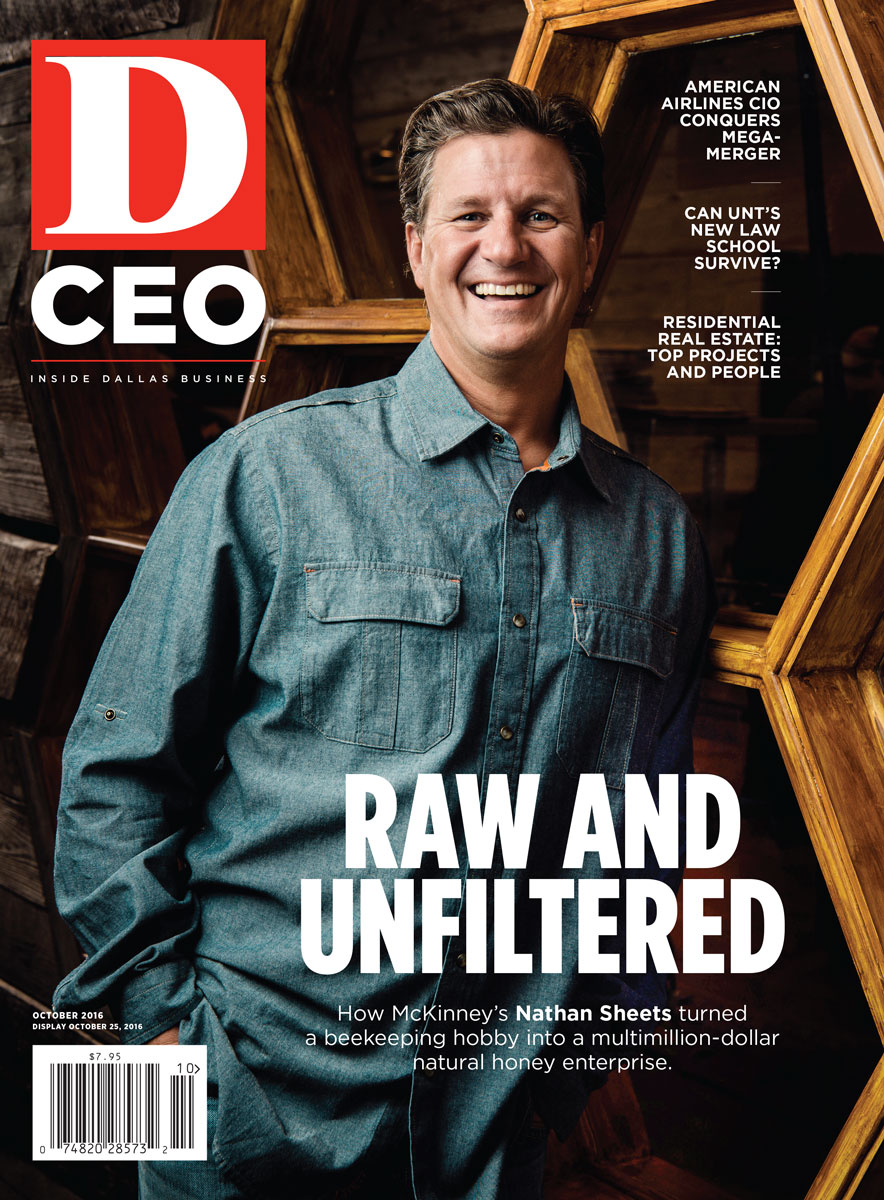 D
CEO
INSIDE DALLAS BUSINESS
AMERICAN
AIRLINES CIO
CONQUERS
MEGA-
MERGER
CAN UNT'S
NEW LAW
SCHOOL
SURVIVE?
RESIDENTIAL
REAL ESTATE:
TOP PROJECTS
AND PEOPLE
RAW AND
UNFILTERED
How McKinney's Nathan Sheets turned
a beekeeping hobby into a multimillion-dollar
natural honey enterprise.
OCTOBER 2016
DISPLAY OCTOBER 25, 2016
$7.95
10>
0 74820 28573 2